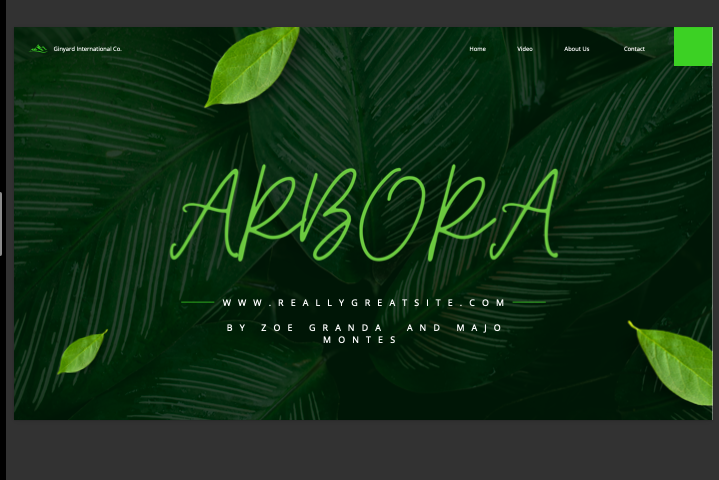 Ginyard International Co.
Home Video About Us Contact
ARBORA
WWW.REALLYGREATSITE.COM
BY ZOE GRANDA AND MAJO
MONTES